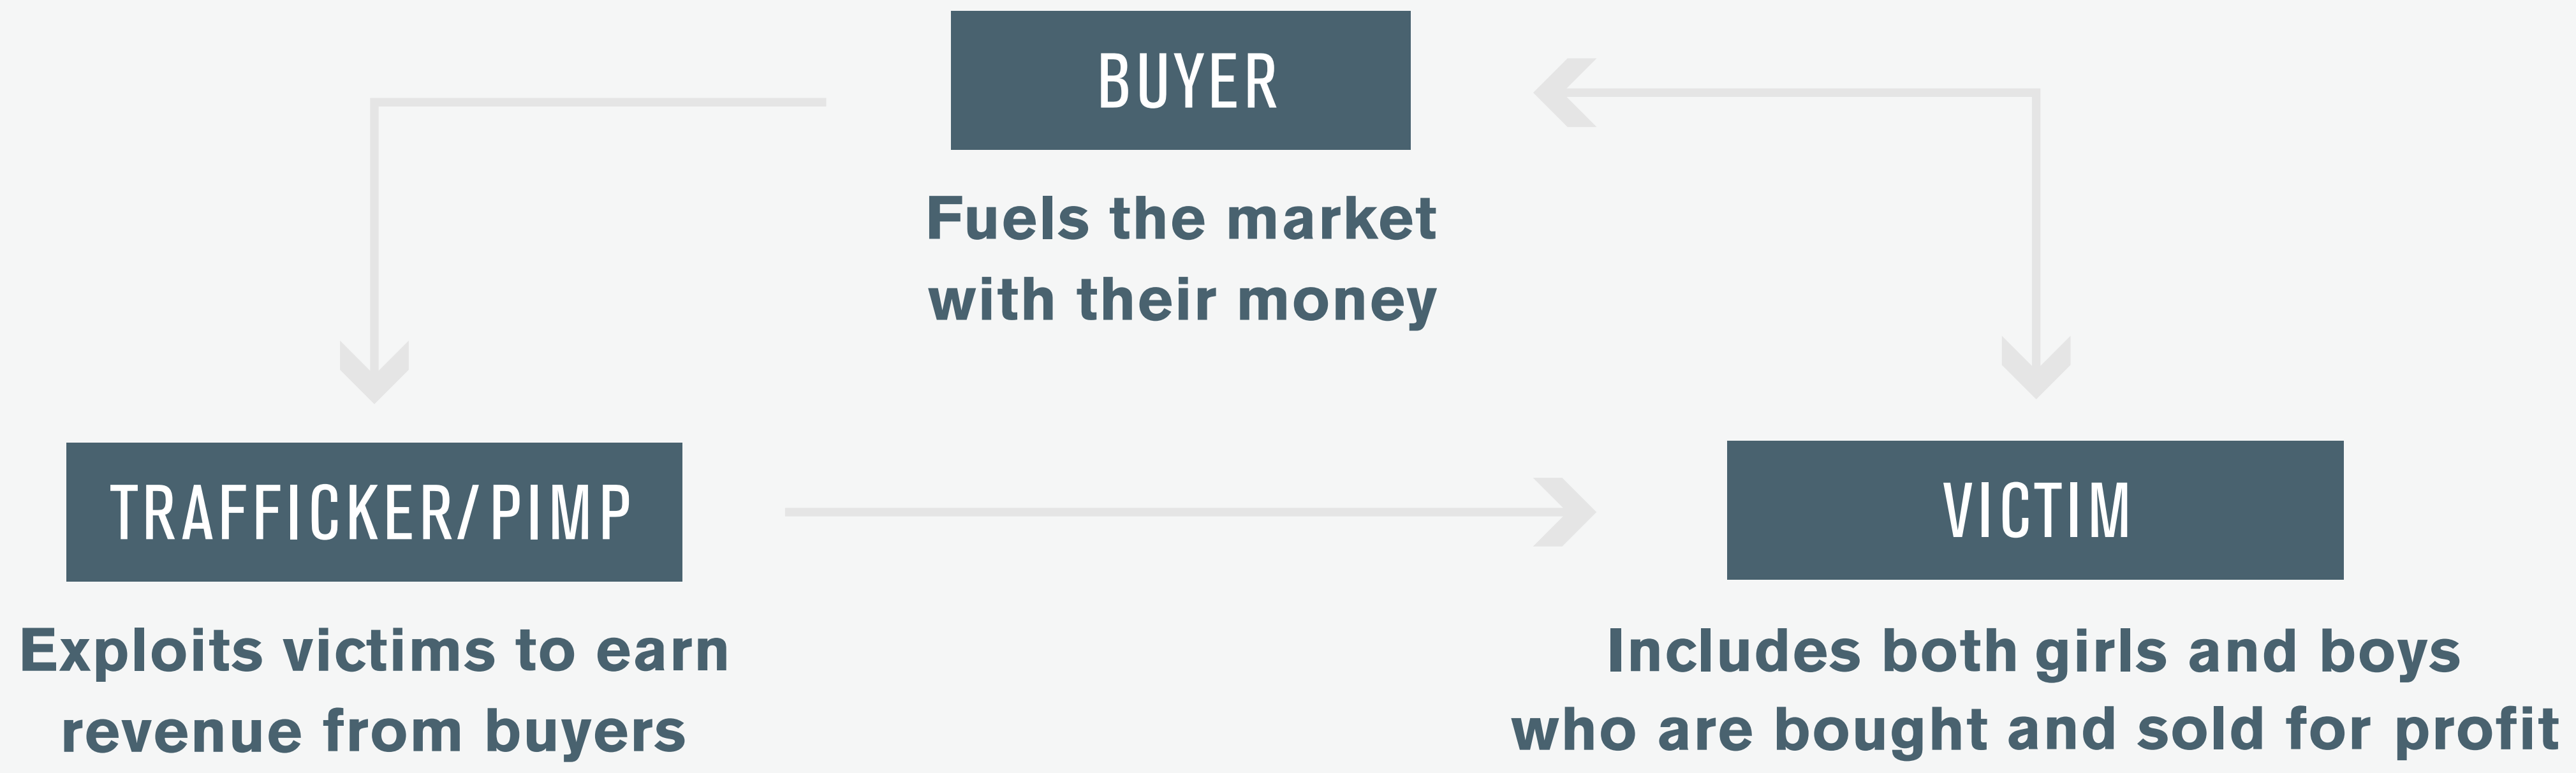 BUYER
Fuels the market
with their money
TRAFFICKER/PIMP
Exploits victims to earn
revenue from buyers
VICTIM
Includes both girls and boys
who are bought and sold for profit